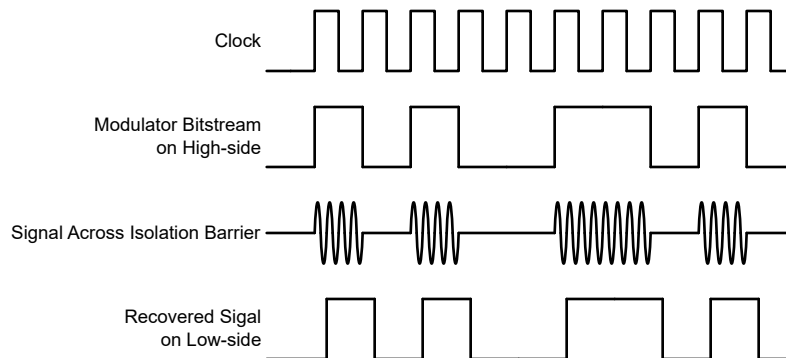 Clock
Modulator Bitstream
on High-side
Signal Across Isolation Barrier
Recovered Sigal
on Low-side